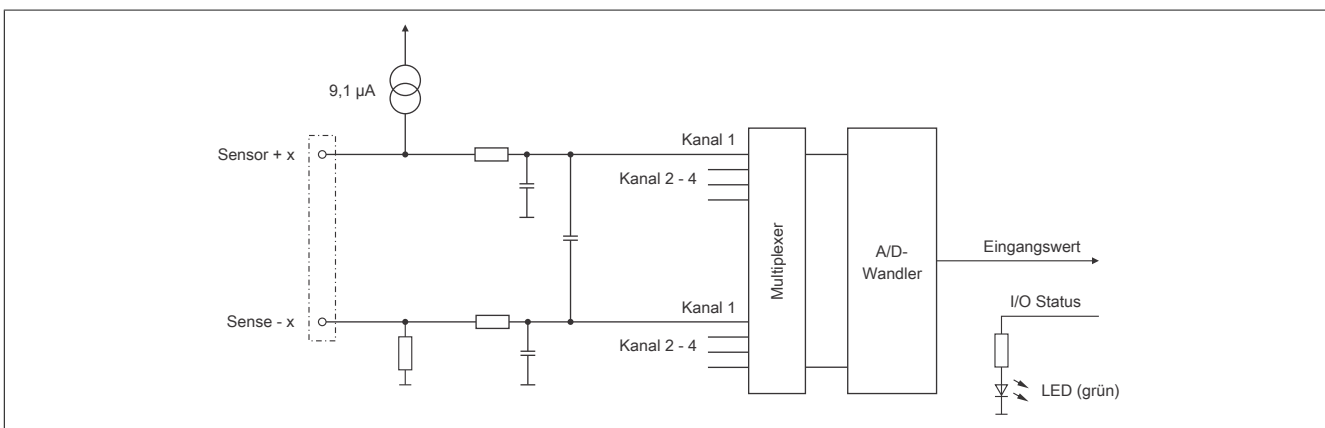 9,1 µA
Sensor + x
Kanal 1
Kanal 2 - 4
Multiplexer
A/D-
Wandler
Eingangswert
I/O Status
Sense - x
Kanal 1
Kanal 2 - 4
LED (grün)